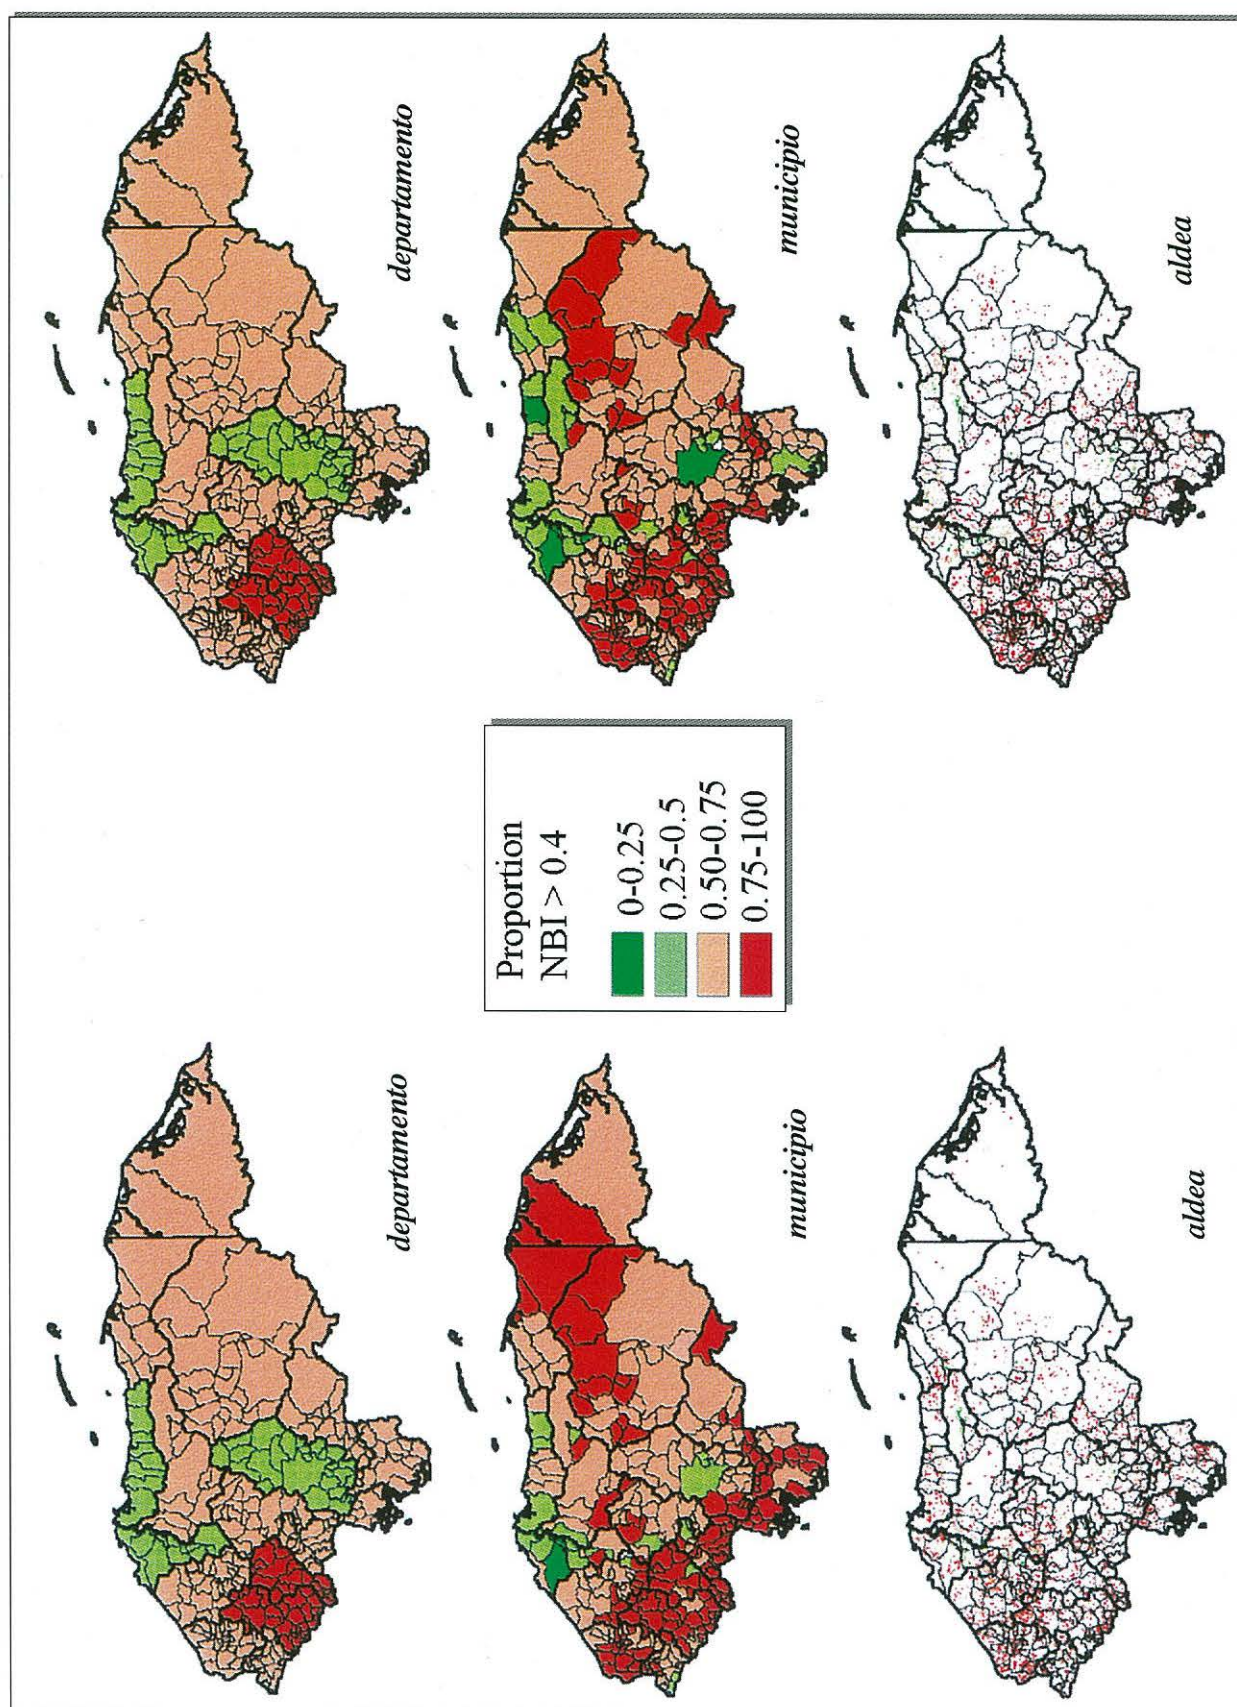 departamento
departamento
municipio
Proportion
NBI > 0.4
0-0.25
0.25-0.5
0.50-0.75
0.75-100
municipio
aldea
aldea